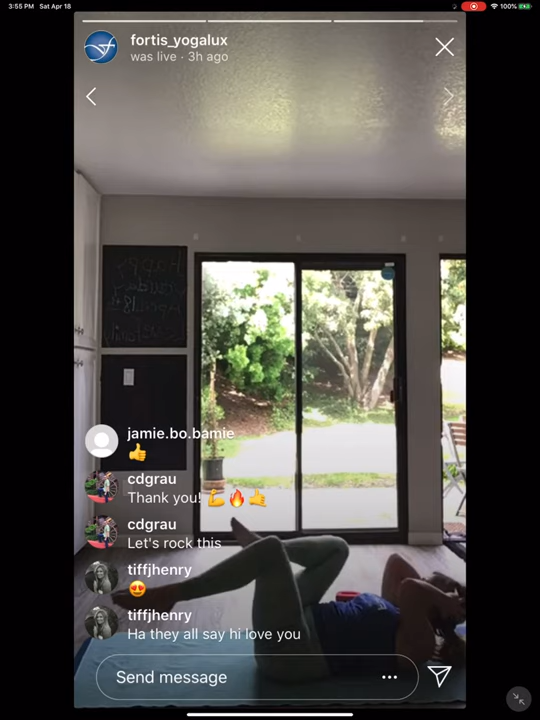 3:55 PM Sat Apr 18
100%
fortis_yogalux
was live · 3h ago
Happy
jamie.bo.bamie
👍
cdgrau
Thank you! 💪🔥🤙
cdgrau
Let's rock this
tiffjhenry
😍
tiffjhenry
Ha they all say hi love you
Send message